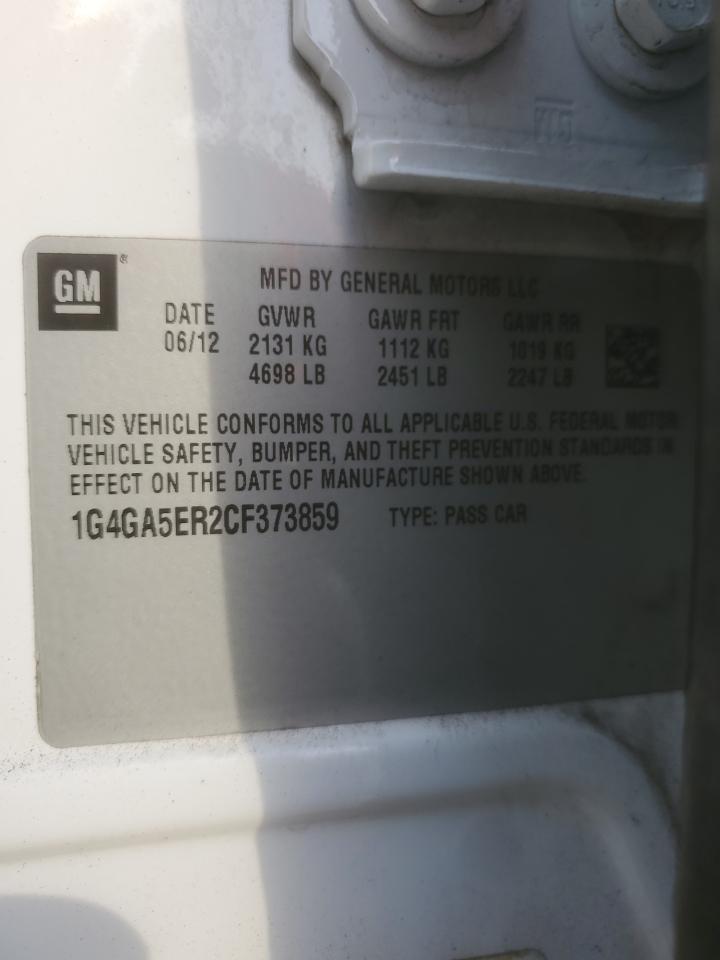 GM®
MFD BY GENERAL MOTORS LLC
DATE GVWR GAWR FRT GAWR RR
06/12 2131 KG 1112 KG 1019 KG
4698 LB 2451 LB 2247 LB
THIS VEHICLE CONFORMS TO ALL APPLICABLE U.S. FEDERAL MOTOR
VEHICLE SAFETY, BUMPER, AND THEFT PREVENTION STANDARDS IN
EFFECT ON THE DATE OF MANUFACTURE SHOWN ABOVE.
1G4GA5ER2CF373859 TYPE: PASS CAR